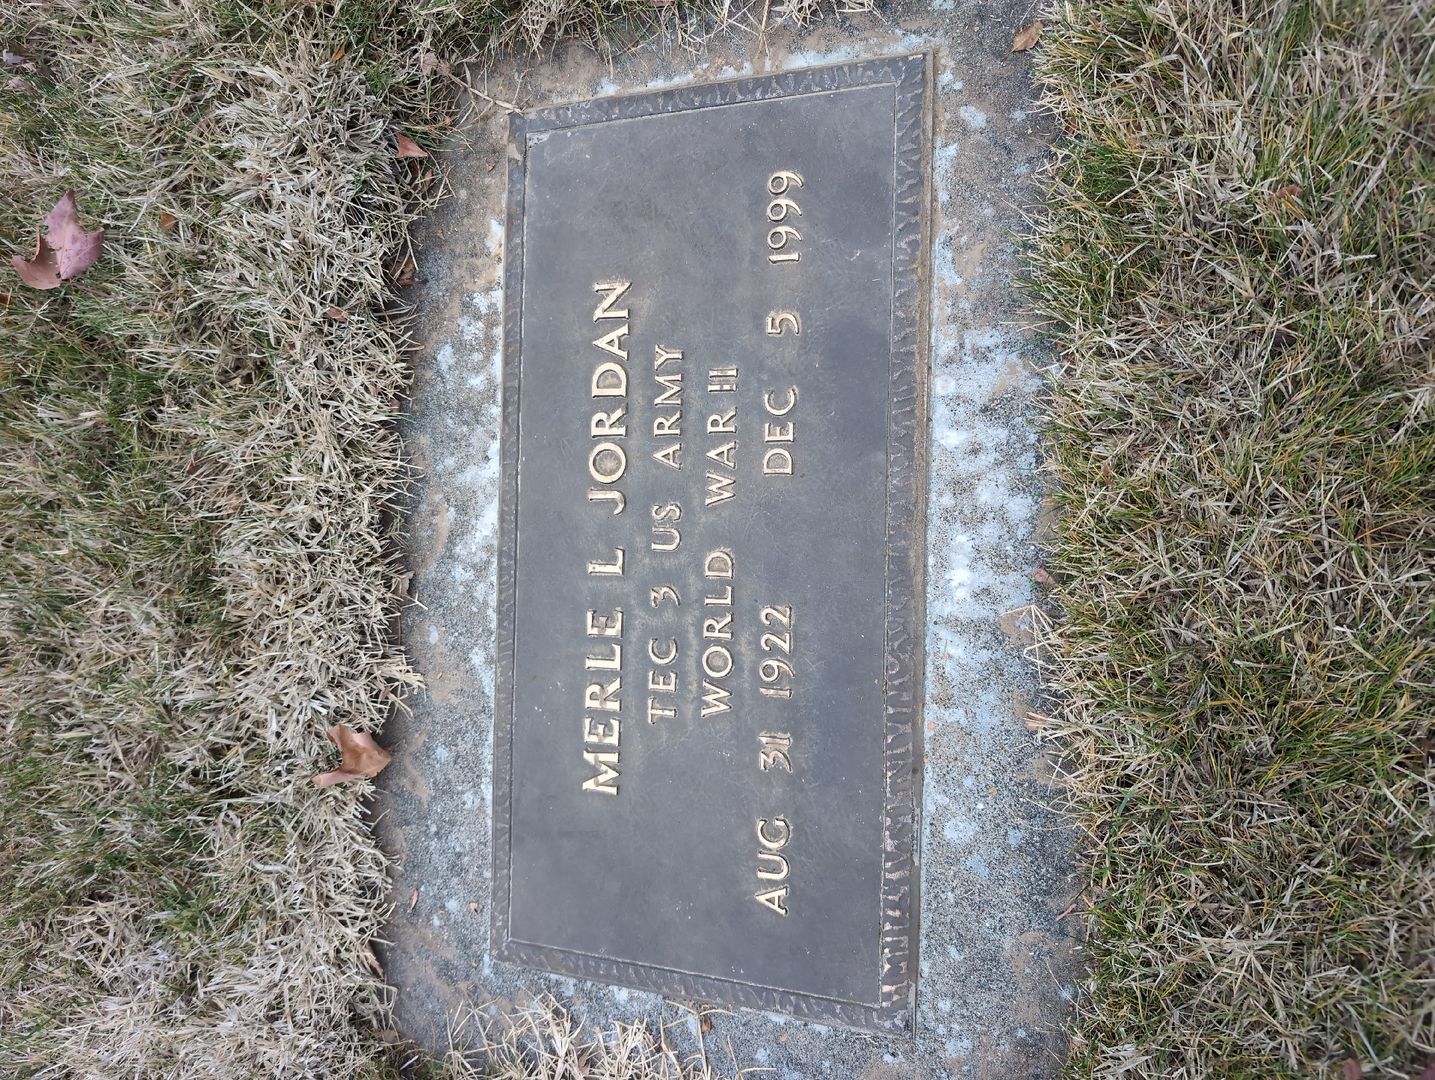 MERLE L JORDAN
TEC 3 US ARMY
WORLD WAR II
AUG 31 1922 DEC 5 1999